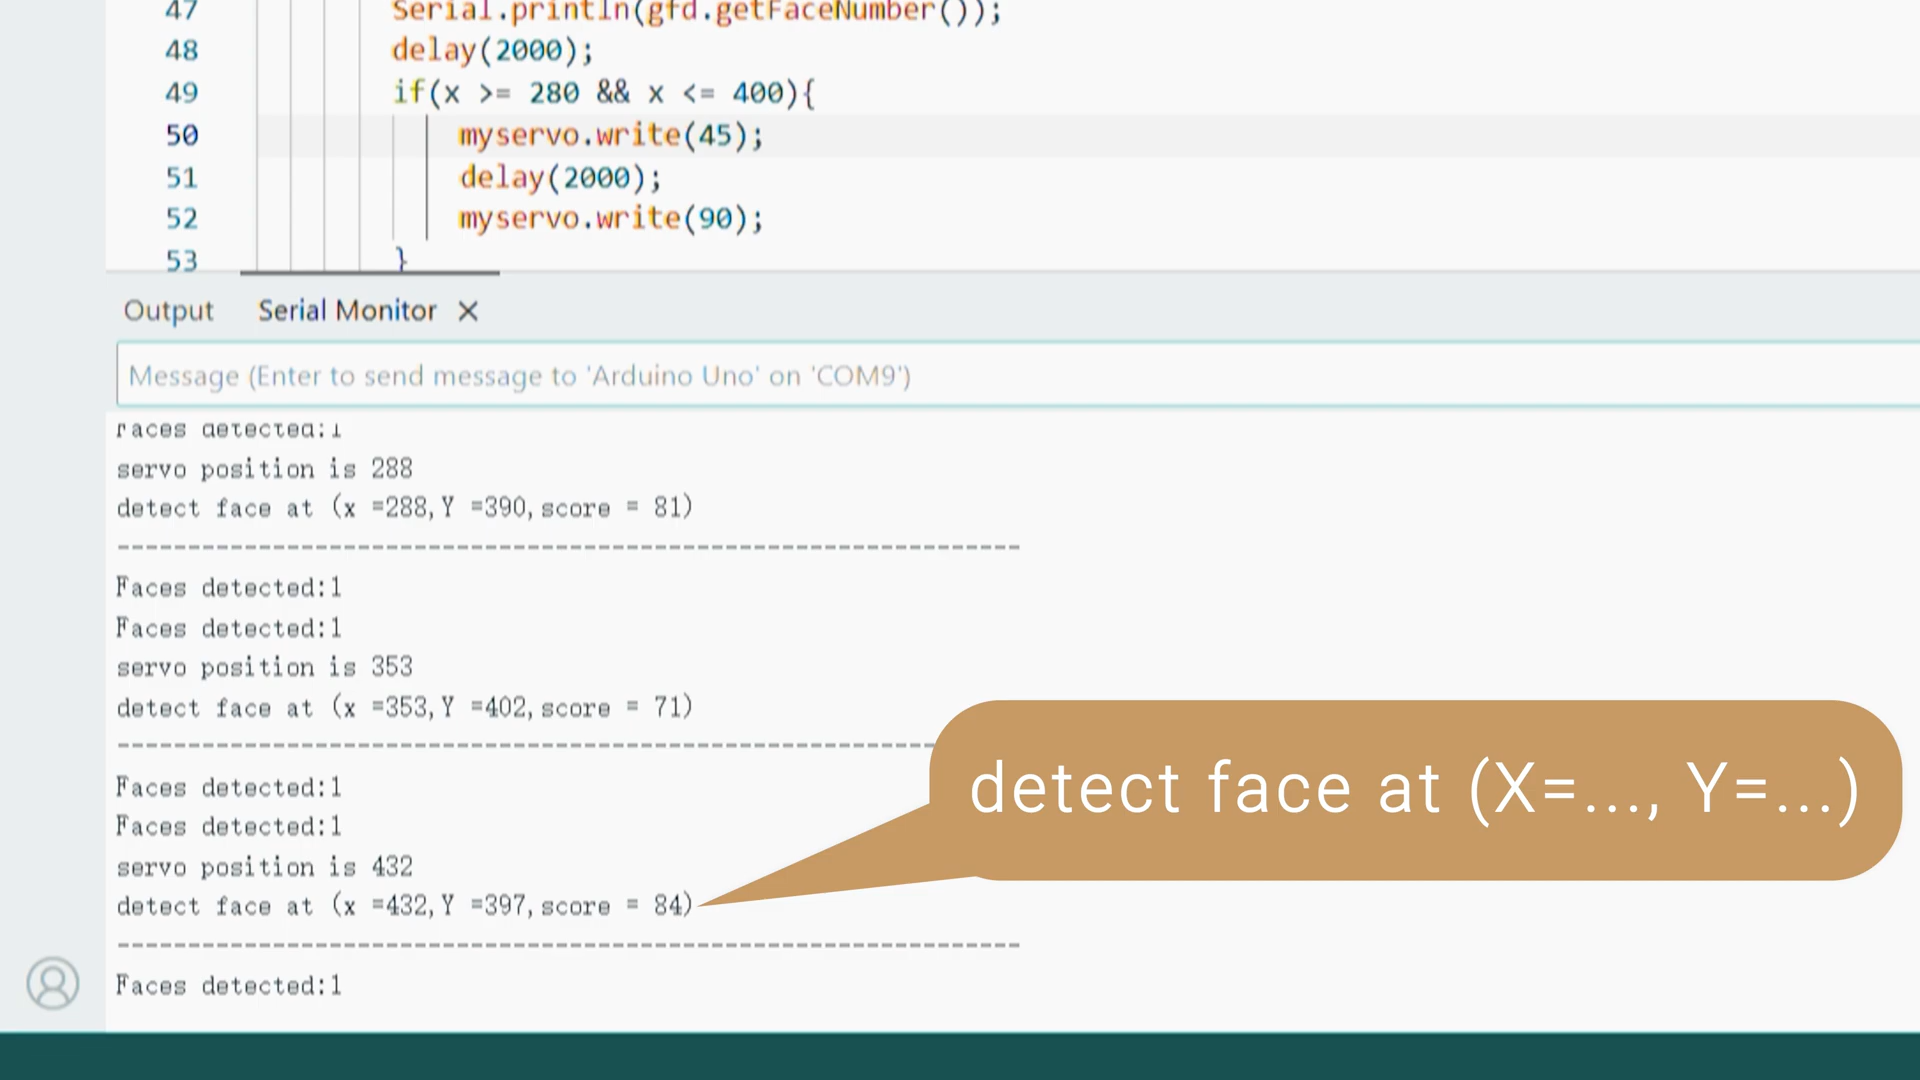 47 Serial.println(gfd.getFaceNumber());
48 delay(2000);
49 if(x >= 280 && x <= 400){
50 myservo.write(45);
51 delay(2000);
52 myservo.write(90);
53 }
Output Serial Monitor
Message (Enter to send message to 'Arduino Uno' on 'COM9')
Faces detected:1
servo position is 288
detect face at (x =288,Y =390,score = 81)
----------------------------------------------------------------
Faces detected:1
Faces detected:1
servo position is 353
detect face at (x =353,Y =402,score = 71)
----------------------------------------------------------
Faces detected:1
Faces detected:1
servo position is 432
detect face at (x =432,Y =397,score = 84)
detect face at (X=..., Y=...)
----------------------------------------------------------------
Faces detected:1